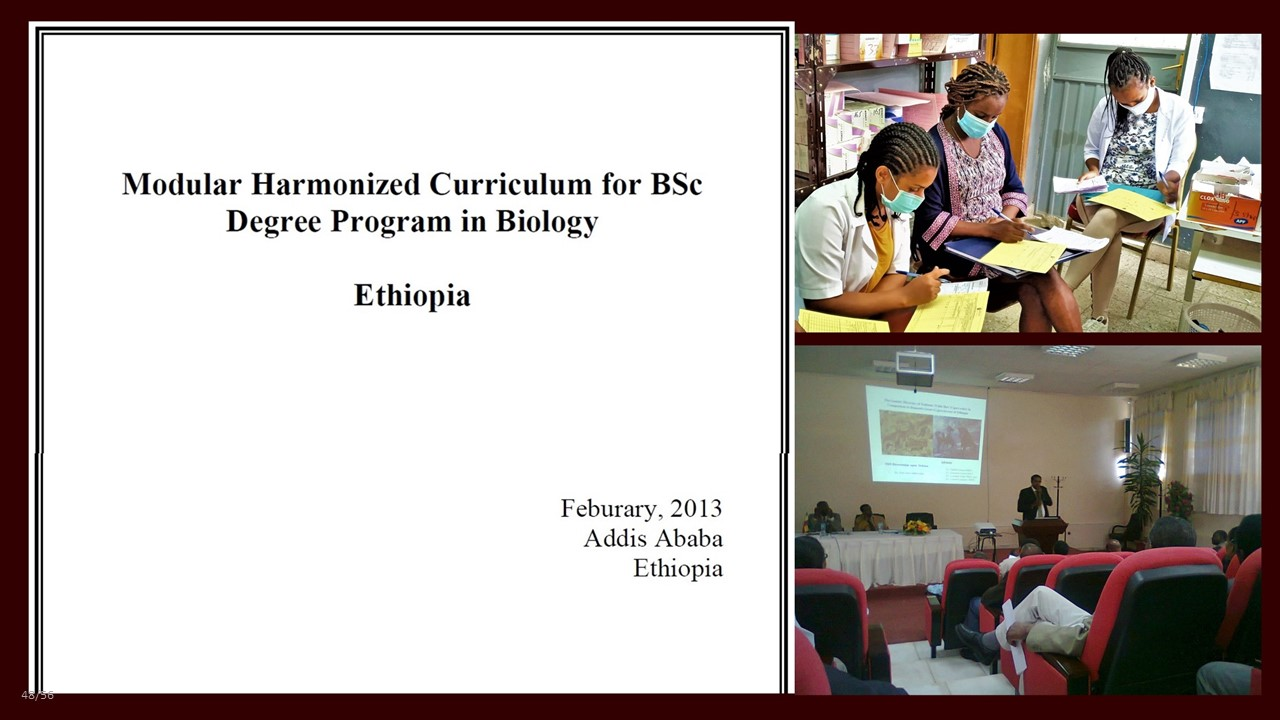 Modular Harmonized Curriculum for BSc
Degree Program in Biology
Ethiopia
Feburary, 2013
Addis Ababa
Ethiopia
48/56